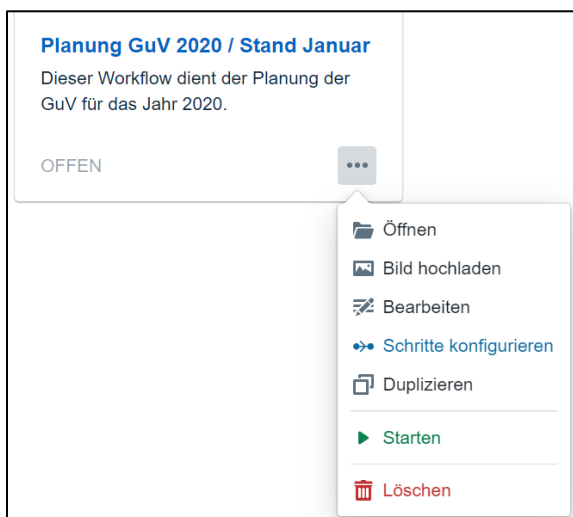 Planung GuV 2020 / Stand Januar
Dieser Workflow dient der Planung der
GuV für das Jahr 2020.
OFFEN
Öffnen
Bild hochladen
Bearbeiten
Schritte konfigurieren
Duplizieren
Starten
Löschen